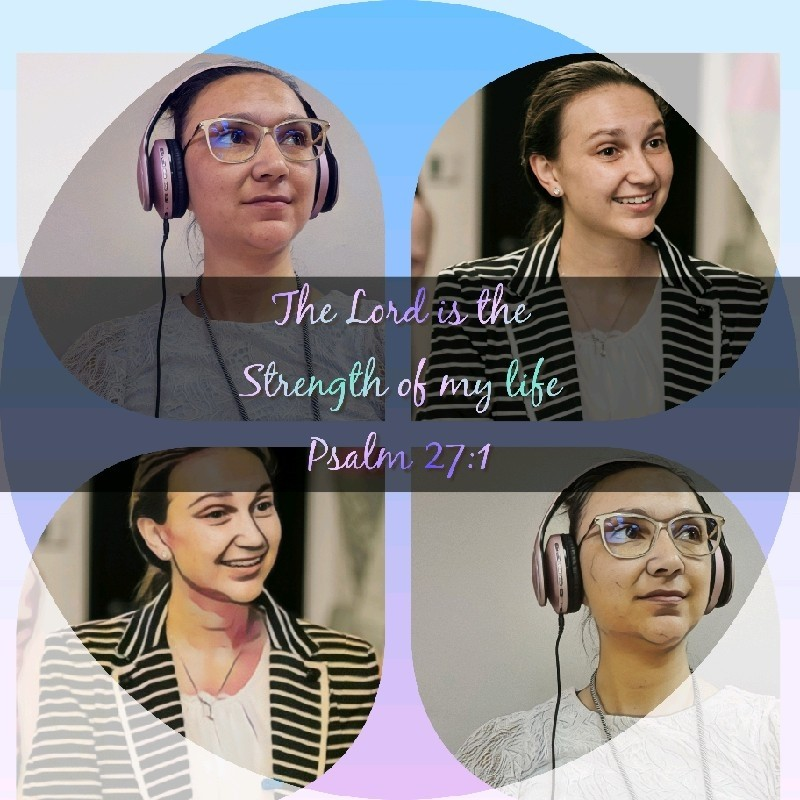 The Lord is the
Strength of my life
Psalm 27:1